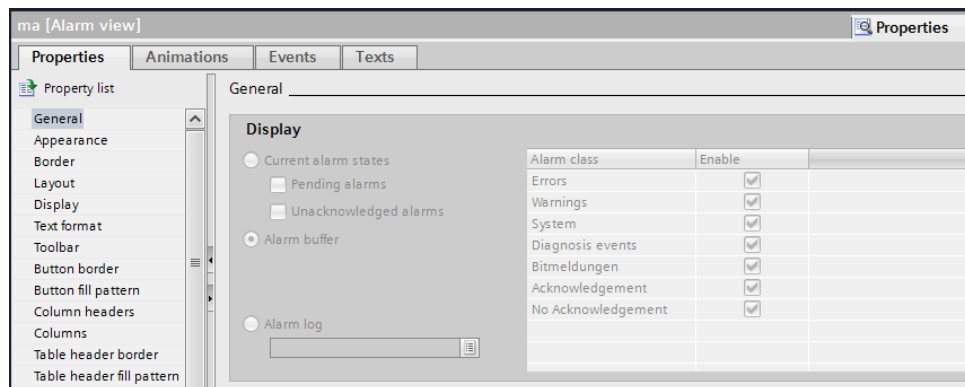 ma [Alarm view]
Properties
Properties Animations Events Texts
Property list
General
Appearance
Border
Layout
Display
Text format
Toolbar
Button border
Button fill pattern
Column headers
Columns
Table header border
Table header fill pattern
General
Display
Current alarm states
Pending alarms
Unacknowledged alarms
Alarm buffer
Alarm log
Alarm class Enable
Errors
Warnings
System
Diagnosis events
Bitmeldungen
Acknowledgement
No Acknowledgement